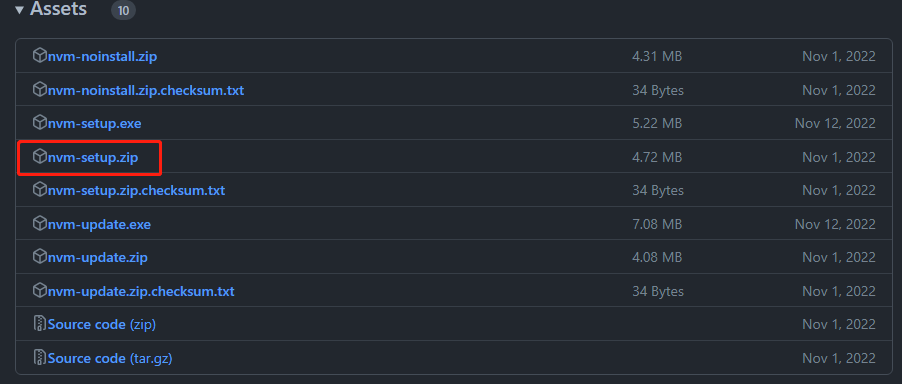 Assets 10
nvm-noinstall.zip 4.31 MB Nov 1, 2022
nvm-noinstall.zip.checksum.txt 34 Bytes Nov 1, 2022
nvm-setup.exe 5.22 MB Nov 12, 2022
nvm-setup.zip 4.72 MB Nov 1, 2022
nvm-setup.zip.checksum.txt 34 Bytes Nov 1, 2022
nvm-update.exe 7.08 MB Nov 12, 2022
nvm-update.zip 4.08 MB Nov 1, 2022
nvm-update.zip.checksum.txt 34 Bytes Nov 1, 2022
Source code (zip) Nov 1, 2022
Source code (tar.gz) Nov 1, 2022